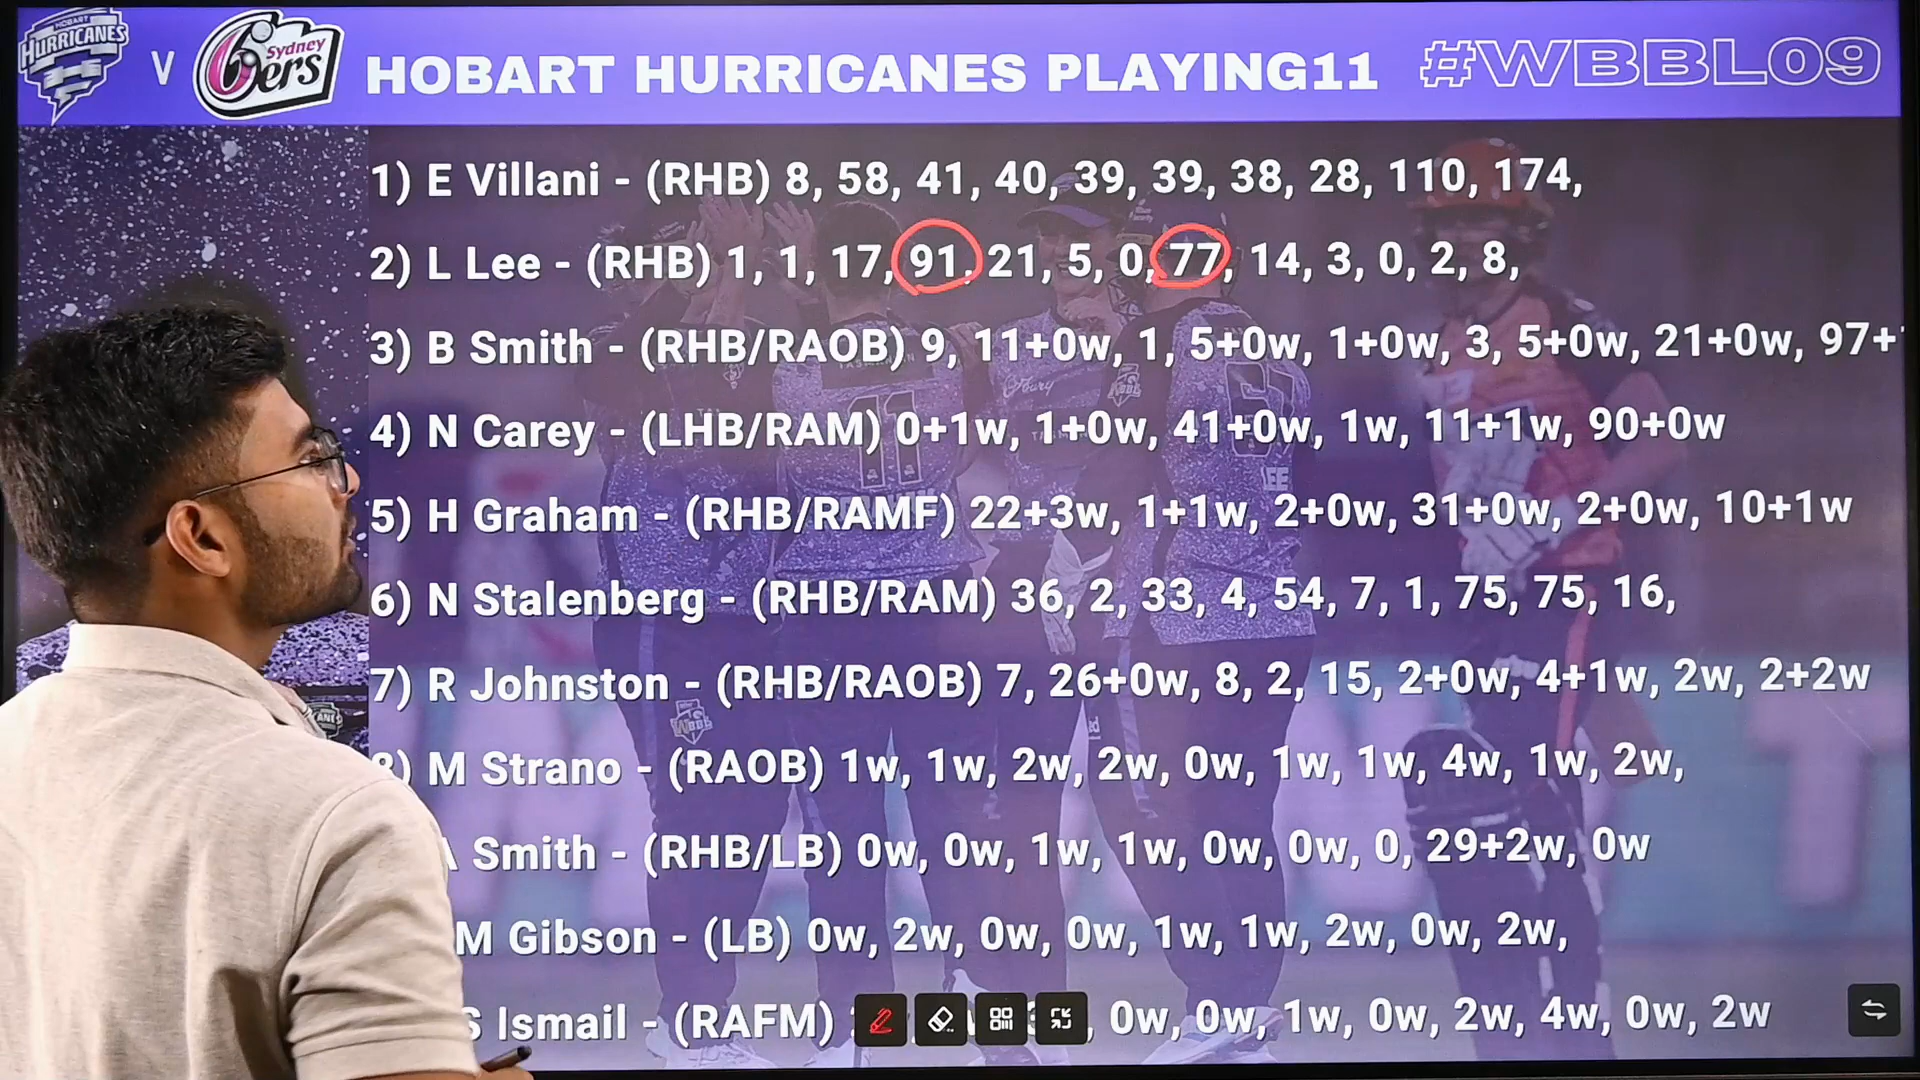 HOBART HURRICANES V Sydney 6ers HOBART HURRICANES PLAYING11 #WBBL09
1) E Villani - (RHB) 8, 58, 41, 40, 39, 39, 38, 28, 110, 174,
2) L Lee - (RHB) 1, 1, 17, 91, 21, 5, 0, 77, 14, 3, 0, 2, 8,
3) B Smith - (RHB/RAOB) 9, 11+0w, 1, 5+0w, 1+0w, 3, 5+0w, 21+0w, 97+
4) N Carey - (LHB/RAM) 0+1w, 1+0w, 41+0w, 1w, 11+1w, 90+0w
5) H Graham - (RHB/RAMF) 22+3w, 1+1w, 2+0w, 31+0w, 2+0w, 10+1w
6) N Stalenberg - (RHB/RAM) 36, 2, 33, 4, 54, 7, 1, 75, 75, 16,
7) R Johnston - (RHB/RAOB) 7, 26+0w, 8, 2, 15, 2+0w, 4+1w, 2w, 2+2w
8) M Strano - (RAOB) 1w, 1w, 2w, 2w, 0w, 1w, 1w, 4w, 1w, 2w,
Smith - (RHB/LB) 0w, 0w, 1w, 1w, 0w, 0w, 0, 29+2w, 0w
M Gibson - (LB) 0w, 2w, 0w, 0w, 1w, 1w, 2w, 0w, 2w,
S Ismail - (RAFM) 0w, 0w, 1w, 0w, 2w, 4w, 0w, 2w